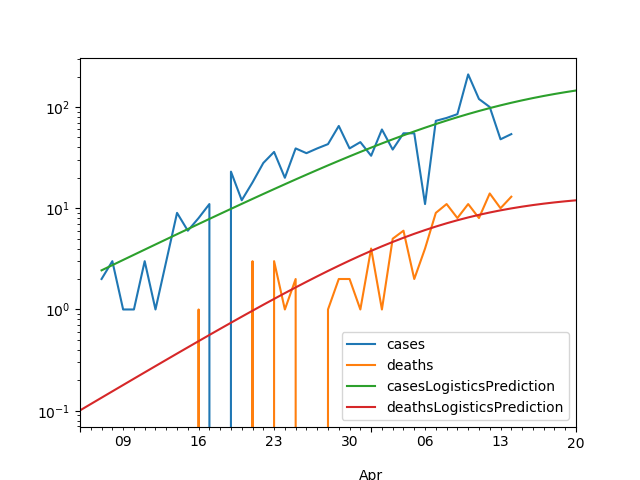 10²
10¹
10⁰
10⁻¹
cases
deaths
casesLogisticsPrediction
deathsLogisticsPrediction
09 16 23 30 06 13 20
Apr